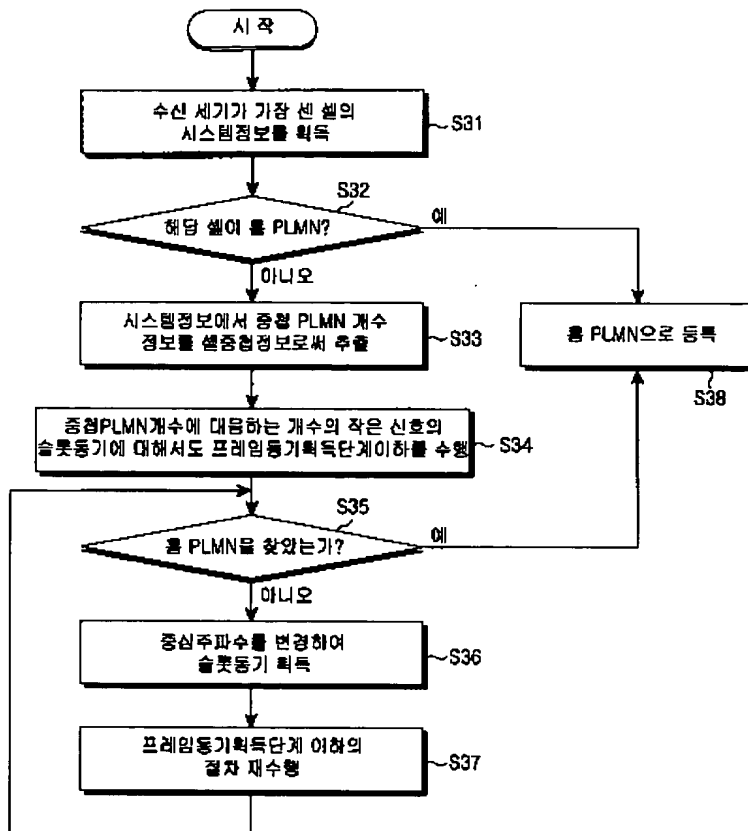 시 작
수신 세기가 가장 센 셀의
시스템정보를 획득
S31
S32
해당 셀이 홈 PLMN?
예
아니오
시스템정보에서 중첩 PLMN 개수
정보를 셀중첩정보로써 추출
S33
홈 PLMN으로 등록
S38
중첩PLMN개수에 대응하는 개수의 작은 신호의
슬롯동기에 대해서도 프레임동기획득단계이하를 수행
S34
S35
홈 PLMN을 찾았는가?
예
아니오
중심주파수를 변경하여
슬롯동기 획득
S36
프레임동기획득단계 이하의
절차 재수행
S37